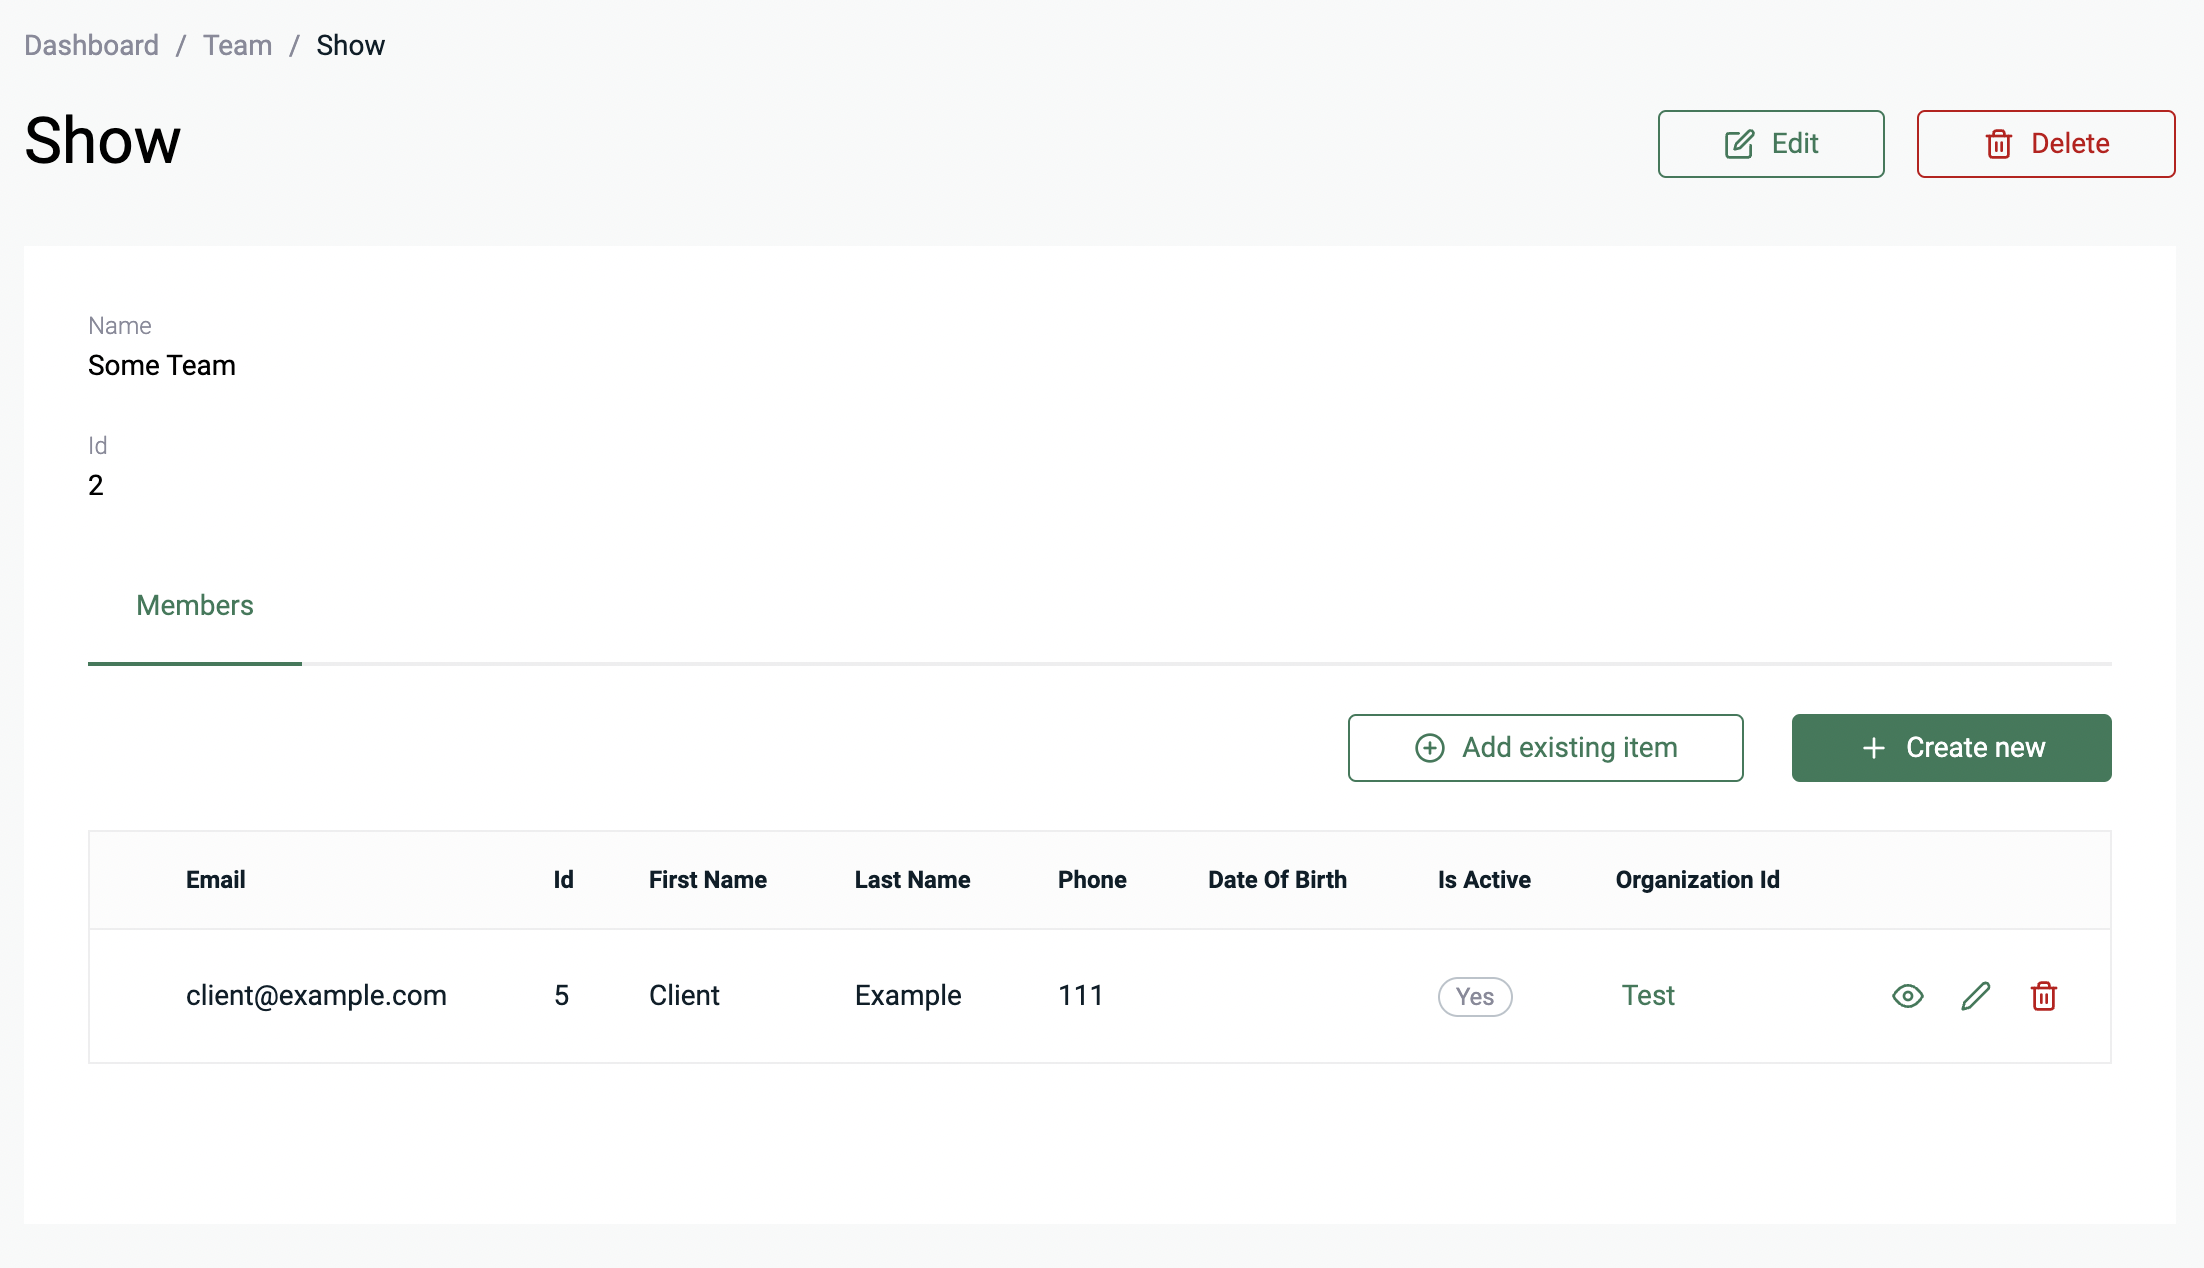 Dashboard / Team / Show
Show
Edit
Delete
Name
Some Team
Id
2
Members
Add existing item
Create new
Email Id First Name Last Name Phone Date Of Birth Is Active Organization Id
client@example.com 5 Client Example 111 Yes Test